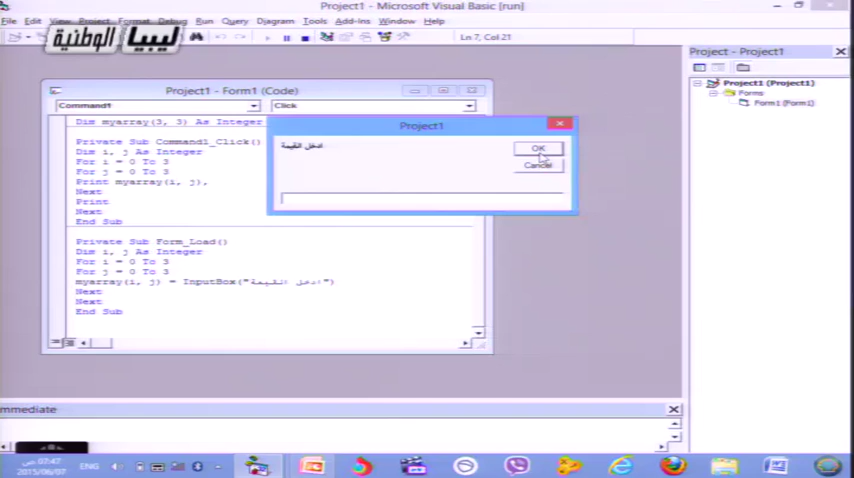 Project1 - Microsoft Visual Basic [run]
File Edit View Project Format Debug Run Query Diagram Tools Add-Ins Window Help
ليبيا الوطنية
Ln 7, Col 21
Project - Project1
Project1 (Project1)
Forms
Form1 (Form1)
Project1 - Form1 (Code)
Command1 Click
Dim myarray(3, 3) As Integer
Private Sub Command1_Click()
Dim i, j As Integer
For i = 0 To 3
For j = 0 To 3
Print myarray(i, j),
Next
Print
Next
End Sub
Private Sub Form_Load()
Dim i, j As Integer
For i = 0 To 3
For j = 0 To 3
myarray(i, j) = InputBox("ادخل القيمة")
Next
Next
End Sub
Project1
ادخل القيمة
OK
Cancel
mmediate
ENG
07:47 ص
2015/06/07